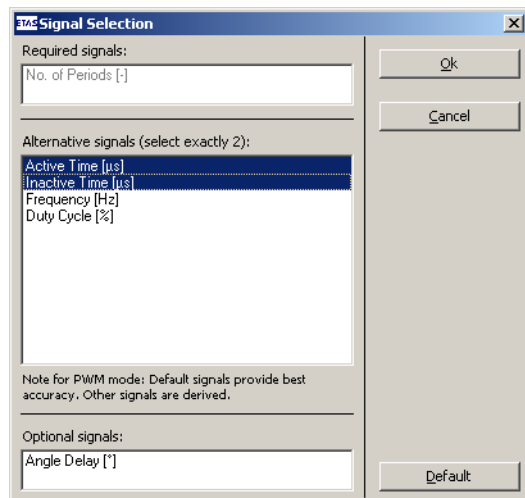 ETAS Signal Selection
Required signals:
No. of Periods [-]
Ok
Cancel
Alternative signals (select exactly 2):
Active Time [µs]
Inactive Time [µs]
Frequency [Hz]
Duty Cycle [%]
Note for PWM mode: Default signals provide best
accuracy. Other signals are derived.
Optional signals:
Angle Delay [°]
Default